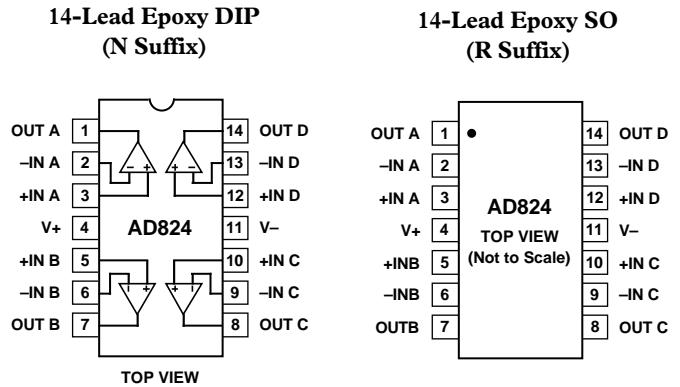 14-Lead Epoxy DIP
(N Suffix)
OUT A 1 14 OUT D
–IN A 2 13 –IN D
– + + –
+IN A 3 12 +IN D
V+ 4 AD824 11 V–
+IN B 5 10 +IN C
– + + –
–IN B 6 9 –IN C
OUT B 7 8 OUT C
TOP VIEW
14-Lead Epoxy SO
(R Suffix)
OUT A 1 14 OUT D
–IN A 2 13 –IN D
+IN A 3 12 +IN D
AD824
V+ 4 11 V–
TOP VIEW
(Not to Scale)
+INB 5 10 +IN C
–INB 6 9 –IN C
OUTB 7 8 OUT C